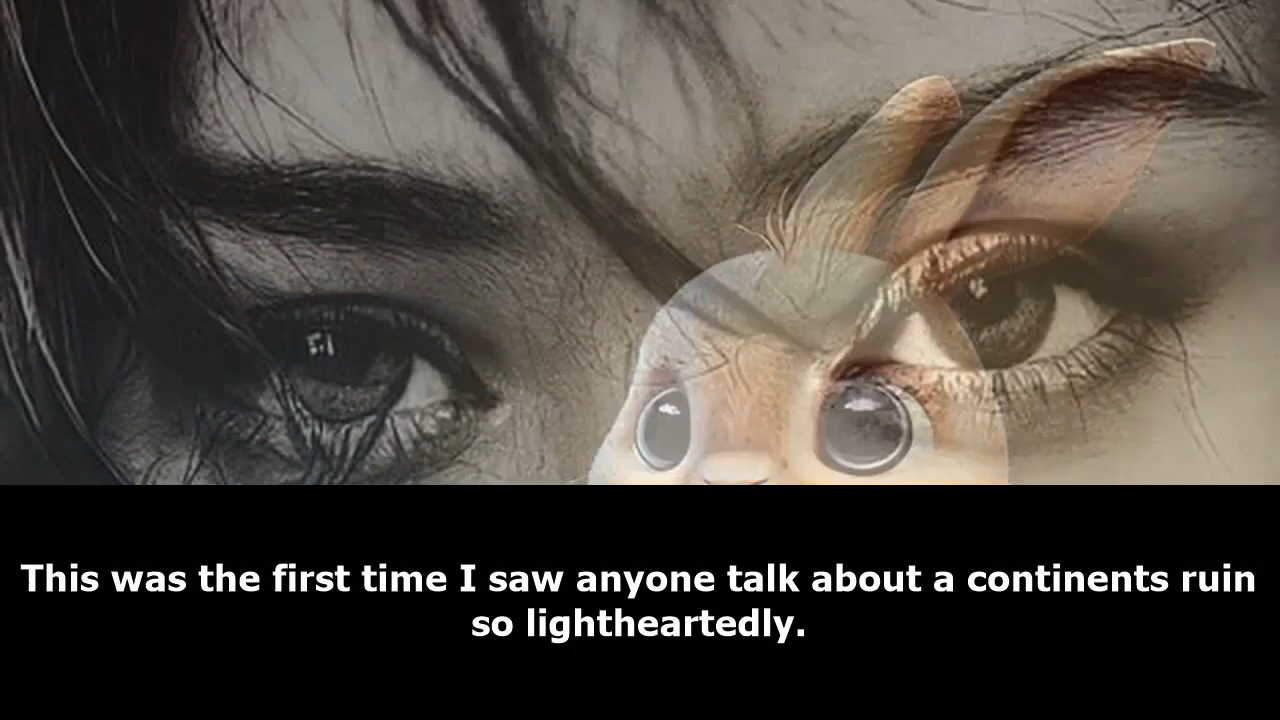 This was the first time I saw anyone talk about a continents ruin
so lightheartedly.